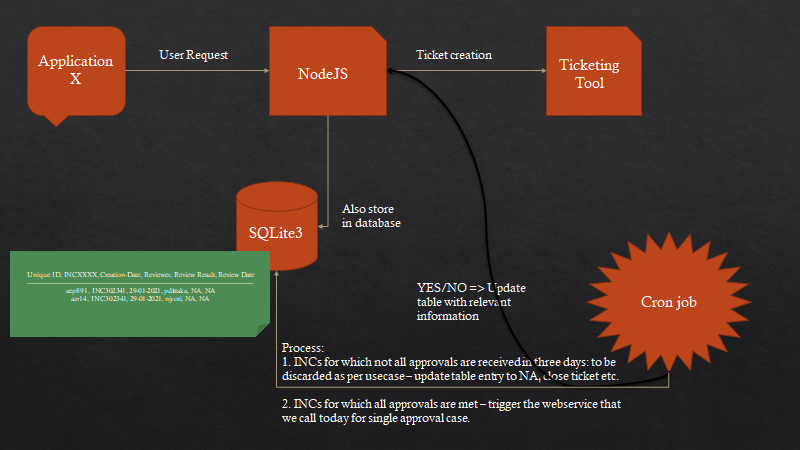 Application
X
User Request
NodeJS
Ticket creation
Ticketing
Tool
Also store
in database
SQLite3
Unique ID, INCXXXX, Creation-Date, Reviewer, Review Result, Review Date
INC302341, 29-01-2021,
NA, NA
INC302341, 29-01-2021,
NA, NA
YES/NO => Update
table with relevant
information
Cron job
Process:
1. INCs for which not all approvals are received in three days: to be
discarded as per usecase – update table entry to NA, close ticket etc.
2. INCs for which all approvals are met – trigger the webservice that
we call today for single approval case.